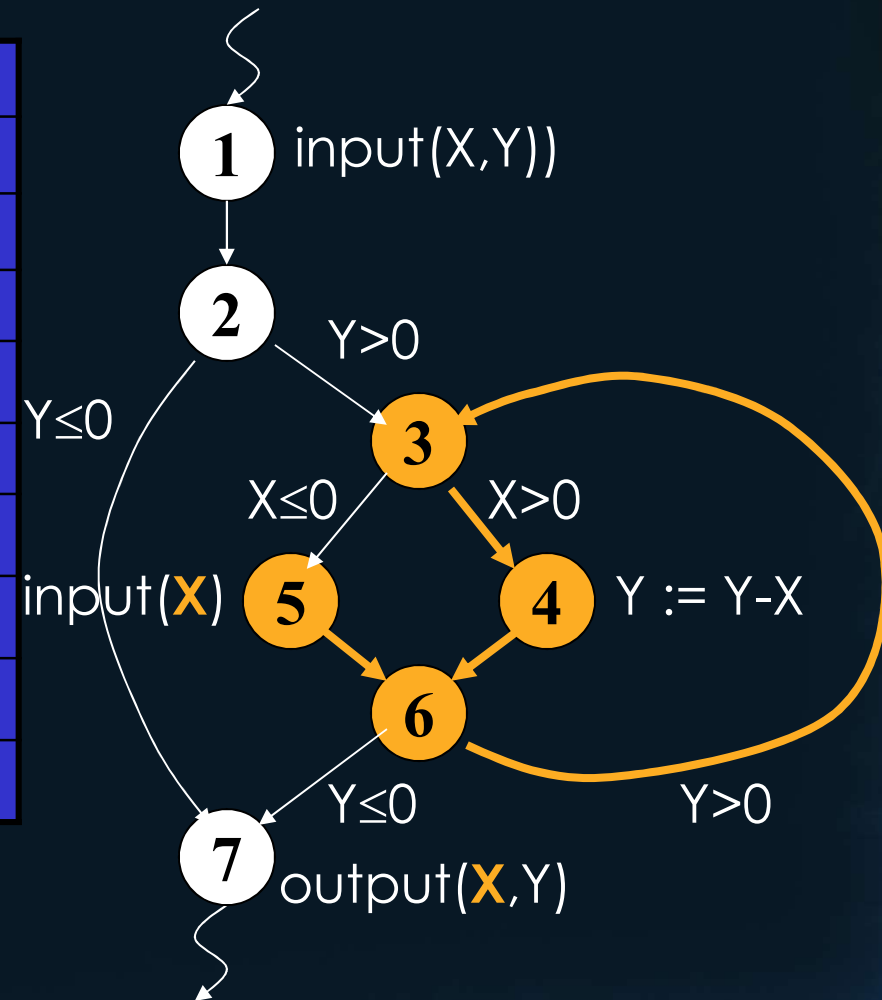 1 input(X,Y))
2
Y>0
Y≤0
3
X≤0 X>0
input(X) 5 4 Y := Y-X
6
Y≤0 Y>0
7
output(X,Y)